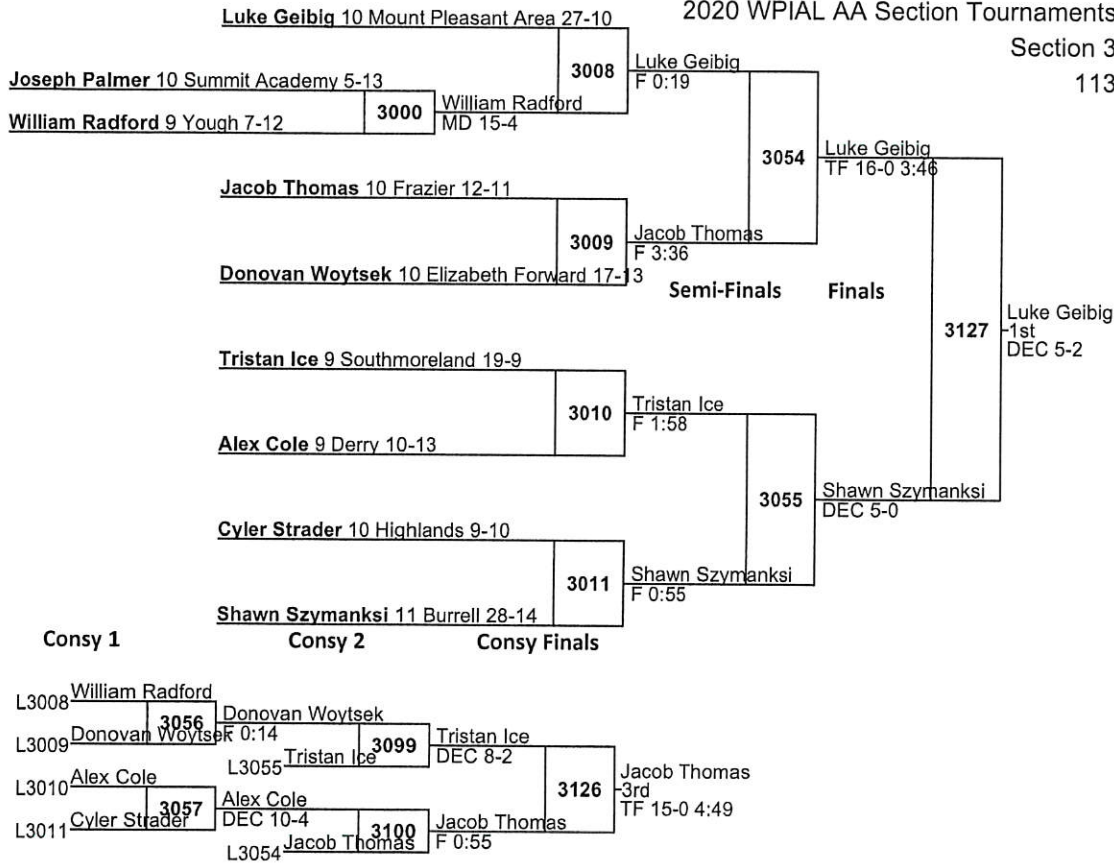 2020 WPIAL AA Section Tournaments
Section 3
113
Luke Geibig 10 Mount Pleasant Area 27-10
3008
Luke Geibig
F 0:19
Joseph Palmer 10 Summit Academy 5-13
3000
William Radford
MD 15-4
William Radford 9 Yough 7-12
3054
Luke Geibig
TF 16-0 3:46
Jacob Thomas 10 Frazier 12-11
3009
Jacob Thomas
F 3:36
Donovan Woytsek 10 Elizabeth Forward 17-13
Semi-Finals
Finals
3127
Luke Geibig
1st
DEC 5-2
Tristan Ice 9 Southmoreland 19-9
3010
Tristan Ice
F 1:58
Alex Cole 9 Derry 10-13
3055
Shawn Szymanksi
DEC 5-0
Cyler Strader 10 Highlands 9-10
3011
Shawn Szymanksi
F 0:55
Shawn Szymanksi 11 Burrell 28-14
Consy 1
Consy 2
Consy Finals
L3008 William Radford
3056
Donovan Woytsek
F 0:14
L3009 Donovan Woytsek
3099
Tristan Ice
DEC 8-2
L3055 Tristan Ice
L3010 Alex Cole
3126
Jacob Thomas
3rd
TF 15-0 4:49
3057
Alex Cole
DEC 10-4
L3011 Cyler Strader
3100
Jacob Thomas
F 0:55
L3054 Jacob Thomas